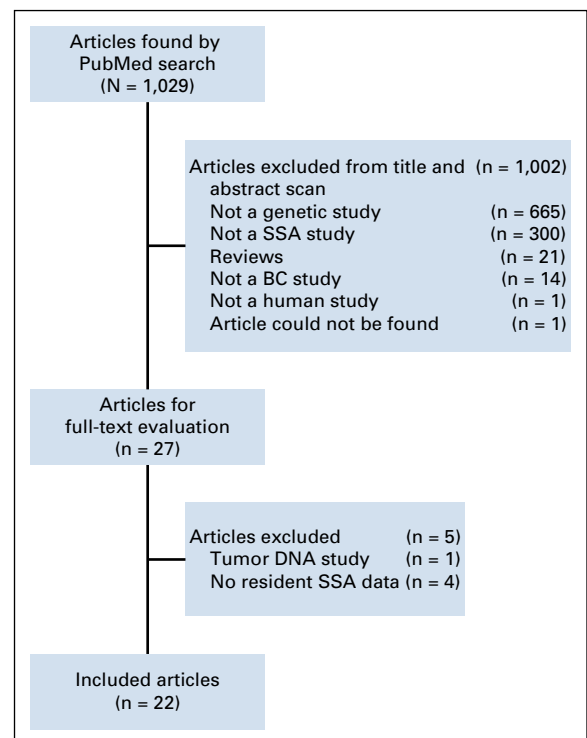 Articles found by
PubMed search
(N = 1,029)
Articles excluded from title and (n = 1,002)
abstract scan
Not a genetic study (n = 665)
Not a SSA study (n = 300)
Reviews (n = 21)
Not a BC study (n = 14)
Not a human study (n = 1)
Article could not be found (n = 1)
Articles for
full-text evaluation
(n = 27)
Articles excluded (n = 5)
Tumor DNA study (n = 1)
No resident SSA data (n = 4)
Included articles
(n = 22)